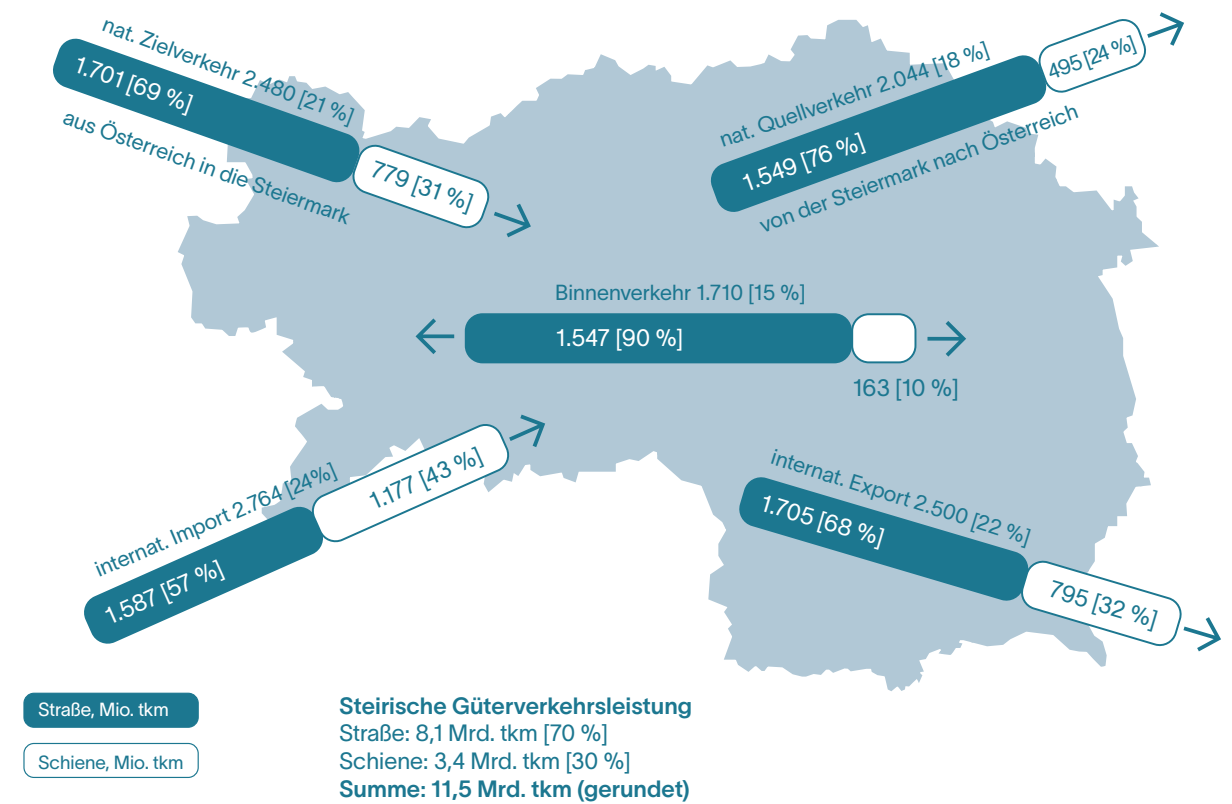 nat. Zielverkehr 2.480 [21 %]
1.701 [69 %]
779 [31 %]
aus Österreich in die Steiermark
nat. Quellverkehr 2.044 [18 %]
1.549 [76 %]
495 [24 %]
von der Steiermark nach Österreich
Binnenverkehr 1.710 [15 %]
1.547 [90 %]
163 [10 %]
internat. Import 2.764 [24%]
1.587 [57 %]
1.177 [43 %]
internat. Export 2.500 [22 %]
1.705 [68 %]
795 [32 %]
Straße, Mio. tkm
Schiene, Mio. tkm
Steirische Güterverkehrsleistung
Straße: 8,1 Mrd. tkm [70 %]
Schiene: 3,4 Mrd. tkm [30 %]
Summe: 11,5 Mrd. tkm (gerundet)